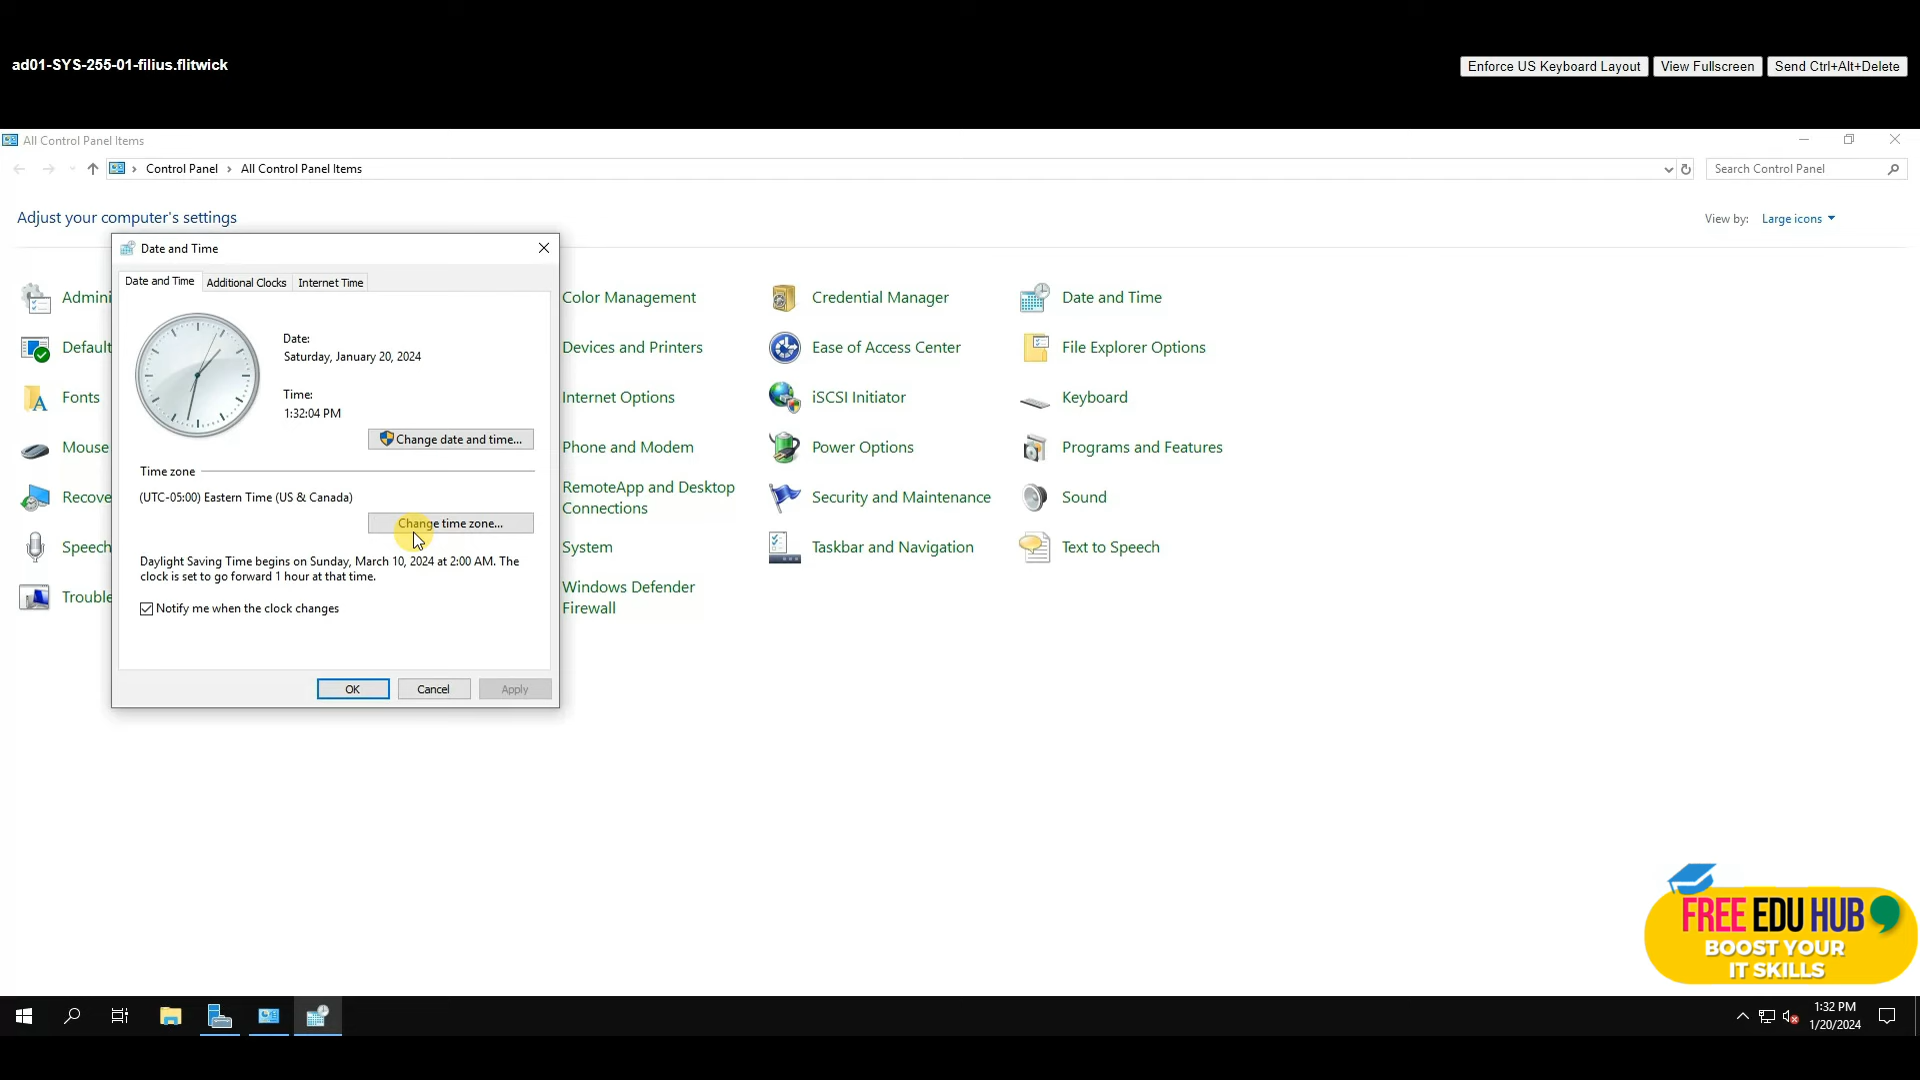 ad01-SYS-255-01-filius.flitwick
Enforce US Keyboard Layout
View Fullscreen
Send Ctrl+Alt+Delete
All Control Panel Items
Control Panel
All Control Panel Items
Search Control Panel
Adjust your computer's settings
View by:
Large icons
Date and Time
Date and Time
Additional Clocks
Internet Time
Date:
Saturday, January 20, 2024
Time:
1:32:04 PM
Change date and time...
Time zone
(UTC-05:00) Eastern Time (US & Canada)
Change time zone...
Daylight Saving Time begins on Sunday, March 10, 2024 at 2:00 AM. The
clock is set to go forward 1 hour at that time.
Notify me when the clock changes
OK
Cancel
Apply
Admini
Color Management
Credential Manager
Date and Time
Default
Devices and Printers
Ease of Access Center
File Explorer Options
Fonts
Internet Options
iSCSI Initiator
Keyboard
Mouse
Phone and Modem
Power Options
Programs and Features
Recove
RemoteApp and Desktop
Connections
Security and Maintenance
Sound
Speech
System
Taskbar and Navigation
Text to Speech
Trouble
Windows Defender
Firewall
FREE EDU HUB
BOOST YOUR
IT SKILLS
1:32 PM
1/20/2024